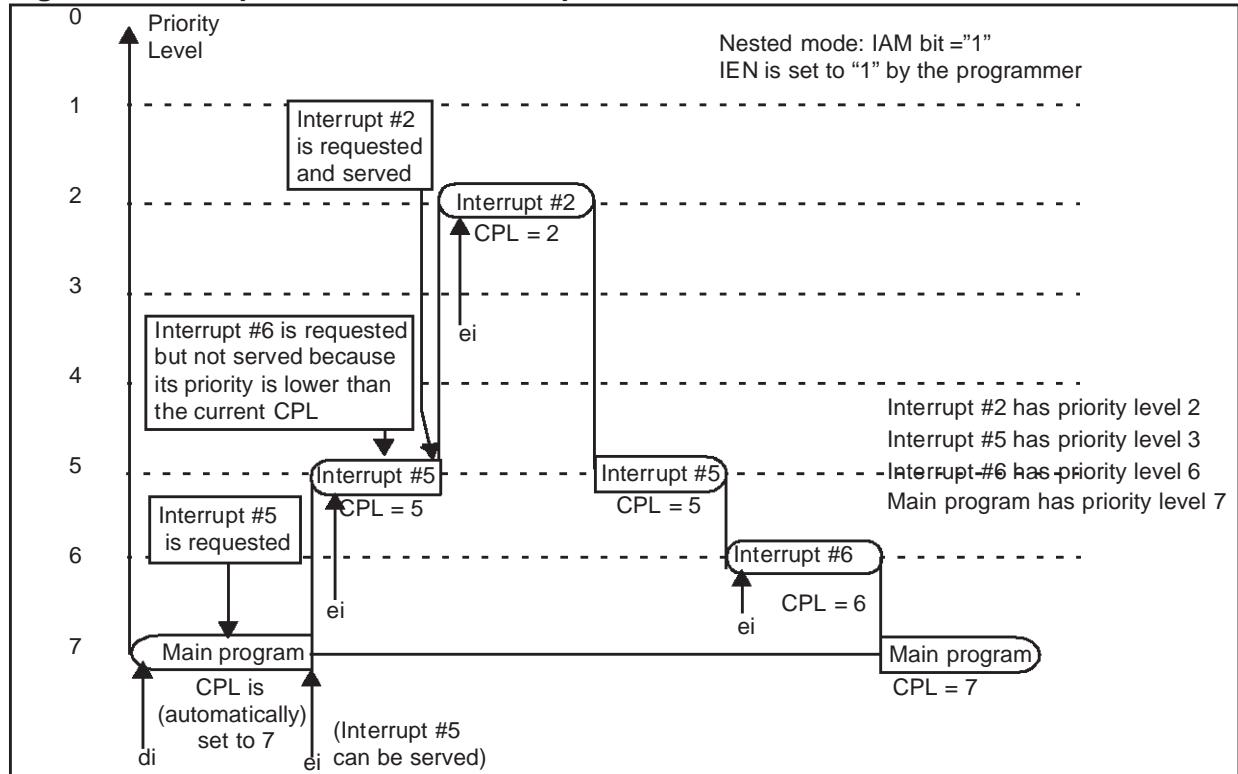 0
Priority
Level
Nested mode: IAM bit ="1"
IEN is set to “1” by the programmer
1
Interrupt #2
is requested
and served
2
Interrupt #2
CPL = 2
3
ei
Interrupt #6 is requested
but not served because
its priority is lower than
the current CPL
4
Interrupt #2 has priority level 2
Interrupt #5 has priority level 3
Interrupt #6 has priority level 6
Main program has priority level 7
5
Interrupt #5
CPL = 5
Interrupt #5
CPL = 5
Interrupt #5
is requested
6
Interrupt #6
CPL = 6
ei
ei
7
Main program
CPL is
(automatically)
set to 7
Main program
CPL = 7
di
ei
(Interrupt #5
can be served)